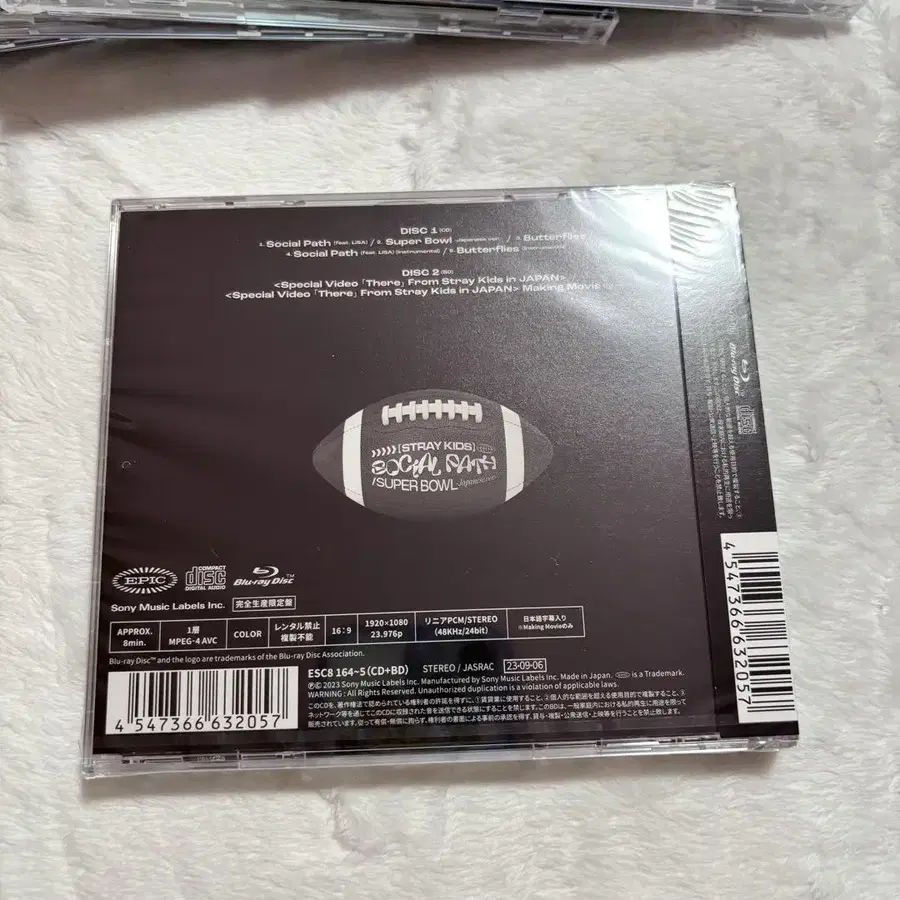 DISC 1 (CD)
1. Social Path (feat. LiSA) / 2. Super Bowl -Japanese ver.- / 3. Butterflies
4. Social Path (feat. LiSA) (Instrumental) / 5. Butterflies (Instrumental)
DISC 2 (BD)
<Special Video「There」From Stray Kids in JAPAN> /
<Special Video「There」From Stray Kids in JAPAN> Making Movie
[STRAY KIDS]
SOCIAL PATH
/SUPER BOWL Japanese ver.
EPIC
COMPACT disc DIGITAL AUDIO
Blu-ray Disc™
Sony Music Labels Inc. 完全生産限定盤
APPROX. 8min. 1層 MPEG-4 AVC COLOR レンタル禁止 複製不能 16:9 1920×1080 23.976p リニアPCM/STEREO (48KHz/24bit) 日本語字幕入り ※Making Movieのみ
Blu-ray Disc™ and the logo are trademarks of the Blu-ray Disc Association.
ESC8 164~5 (CD+BD) STEREO / JASRAC 23-09-06
ⓅⒸ2023 Sony Music Labels Inc. Manufactured by Sony Music Labels Inc. Made in Japan. EPIC is a Trademark.
WARNING : All Rights Reserved. Unauthorized duplication is a violation of applicable laws.
4 547366 632057
Blu-ray Disc
4 547366 632057